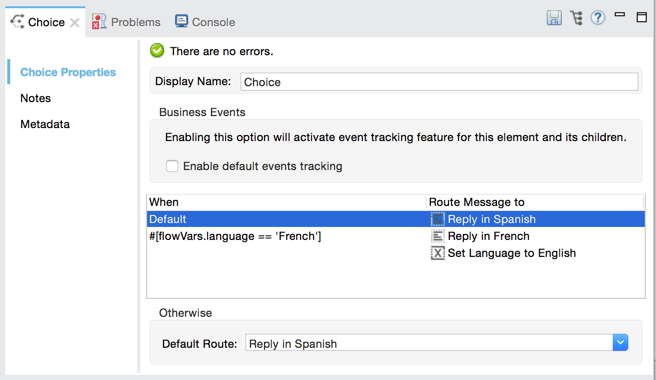 Choice Problems Console
There are no errors.
Choice Properties
Notes
Metadata
Display Name: Choice
Business Events
Enabling this option will activate event tracking feature for this element and its children.
Enable default events tracking
When Route Message to
Default Reply in Spanish
#[flowVars.language == 'French'] Reply in French
Set Language to English
Otherwise
Default Route: Reply in Spanish